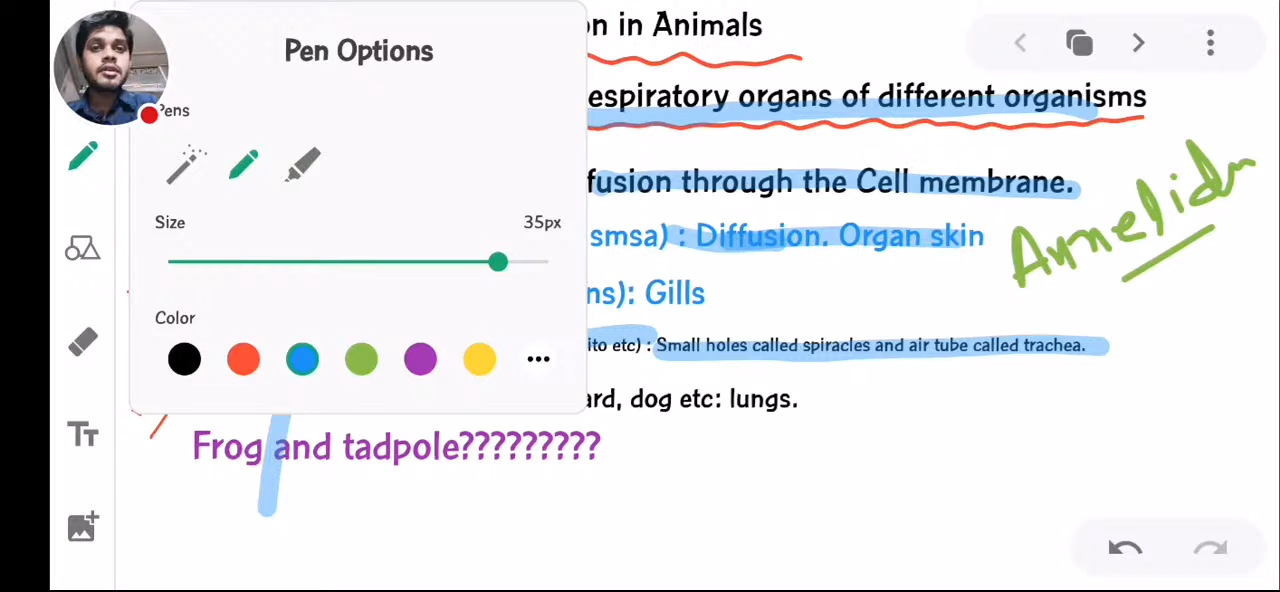 Pen Options
Pens
Size
35px
Color
n in Animals
espiratory organs of different organisms
fusion through the Cell membrane.
smsa) : Diffusion. Organ skin
Annelida
ns): Gills
ito etc) : Small holes called spiracles and air tube called trachea.
ard, dog etc: lungs.
Frog and tadpole?????????
TT